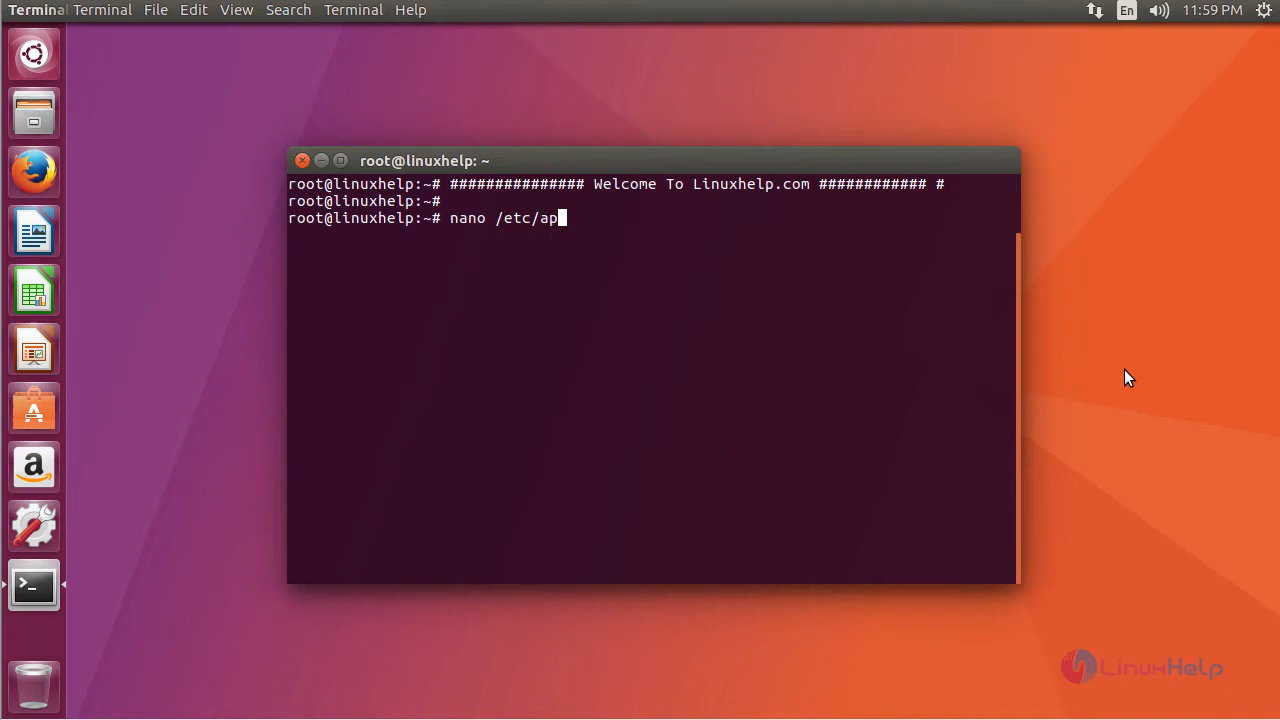 Terminal Terminal File Edit View Search Terminal Help En 11:59 PM
root@linuxhelp: ~
root@linuxhelp:~# ############### Welcome To Linuxhelp.com ############ #
root@linuxhelp:~#
root@linuxhelp:~# nano /etc/ap
LinuxHelp